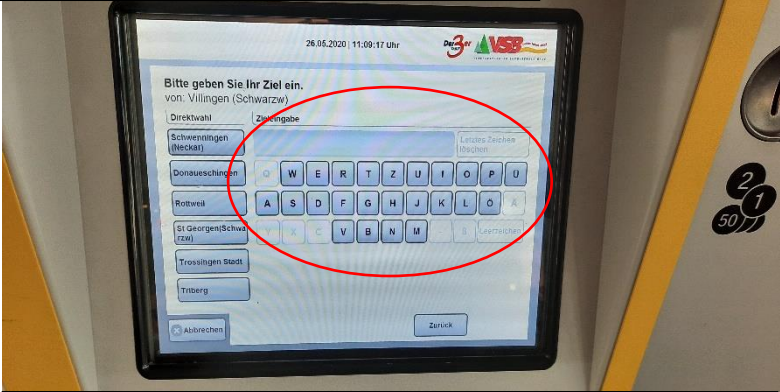 26.05.2020 | 11:09:17 Uhr
Der 3er
VSB
Bitte geben Sie Ihr Ziel ein.
von: Villingen (Schwarzw)
Direktwahl
Zieleingabe
Schwenningen
(Neckar)
Letztes Zeichen
löschen
Donaueschingen
Q W E R T Z U I O P Ü
Rottweil
A S D F G H J K L Ö Ä
St Georgen(Schwa
rzw)
Y X C V B N M - ß Leerzeichen
Trossingen Stadt
Triberg
Abbrechen
Zurück
2
1
50